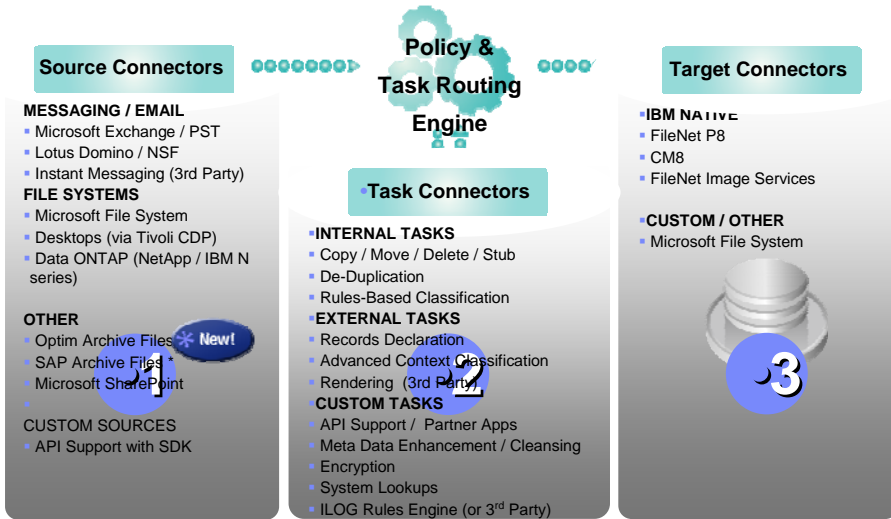 Source Connectors
MESSAGING / EMAIL
Microsoft Exchange / PST
Lotus Domino / NSF
Instant Messaging (3rd Party)
FILE SYSTEMS
Microsoft File System
Desktops (via Tivoli CDP)
Data ONTAP (NetApp / IBM N
series)
OTHER
Optim Archive Files
New!
SAP Archive Files *
Microsoft SharePoint
1
CUSTOM SOURCES
API Support with SDK
Policy &
Task Routing
Engine
•Task Connectors
INTERNAL TASKS
Copy / Move / Delete / Stub
De-Duplication
Rules-Based Classification
EXTERNAL TASKS
Records Declaration
Advanced Context Classification
Rendering (3rd Party)
2
CUSTOM TASKS
API Support / Partner Apps
Meta Data Enhancement / Cleansing
Encryption
System Lookups
ILOG Rules Engine (or 3rd Party)
Target Connectors
IBM NATIVE
FileNet P8
CM8
FileNet Image Services
CUSTOM / OTHER
Microsoft File System
3